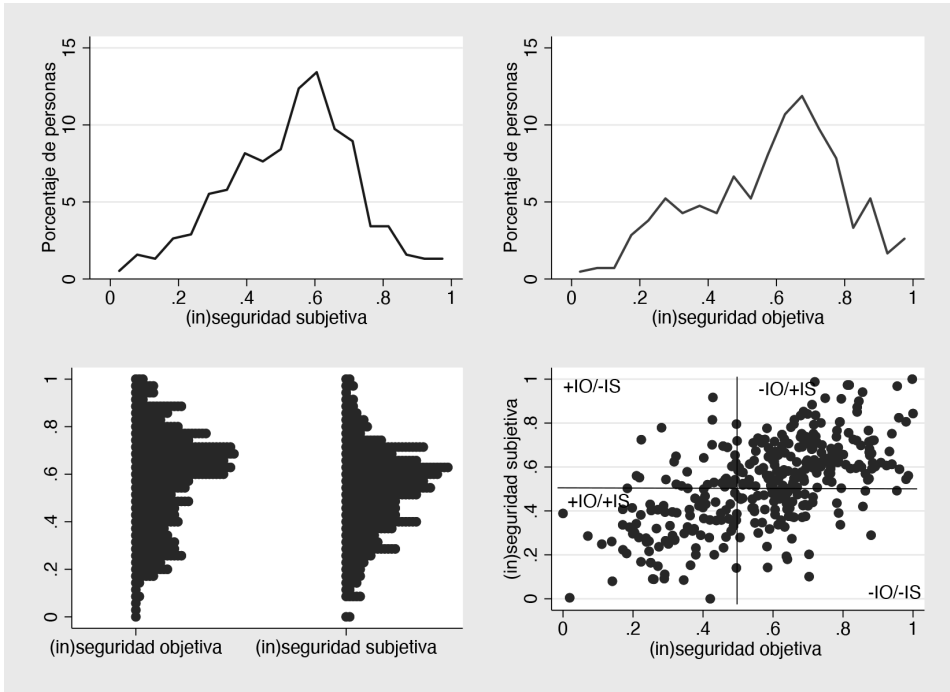 Porcentaje de personas
15
10
5
0
0 .2 .4 .6 .8 1
(in)seguridad subjetiva
Porcentaje de personas
15
10
5
0
0 .2 .4 .6 .8 1
(in)seguridad objetiva
1
.8
.6
.4
.2
0
(in)seguridad objetiva (in)seguridad subjetiva
(in)seguridad subjetiva
1
.8
.6
.4
.2
0
+IO/-IS -IO/+IS
+IO/+IS
-IO/-IS
0 .2 .4 .6 .8 1
(in)seguridad objetiva